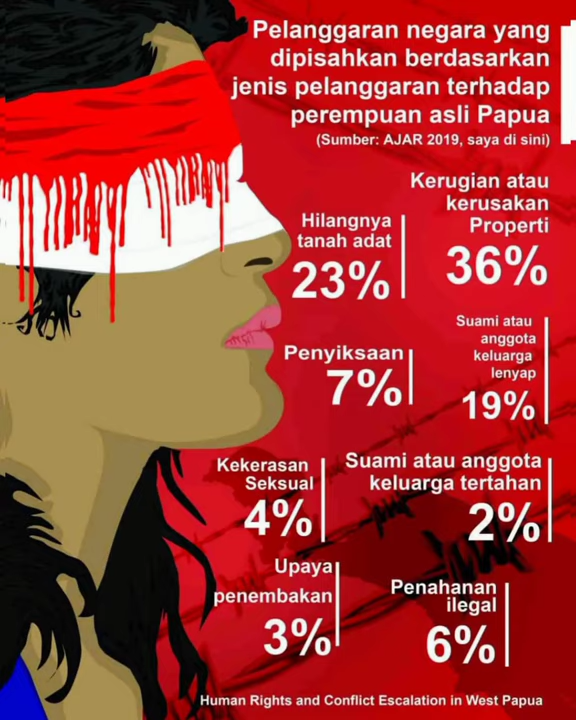 Pelanggaran negara yang
dipisahkan berdasarkan
jenis pelanggaran terhadap
perempuan asli Papua
(Sumber: AJAR 2019, saya di sini)
Kerugian atau
kerusakan
Properti
36%
Hilangnya
tanah adat
23%
Suami atau
anggota
keluarga
lenyap
19%
Penyiksaan
7%
Kekerasan
Seksual
4%
Suami atau anggota
keluarga tertahan
2%
Upaya
penembakan
3%
Penahanan
ilegal
6%
Human Rights and Conflict Escalation in West Papua